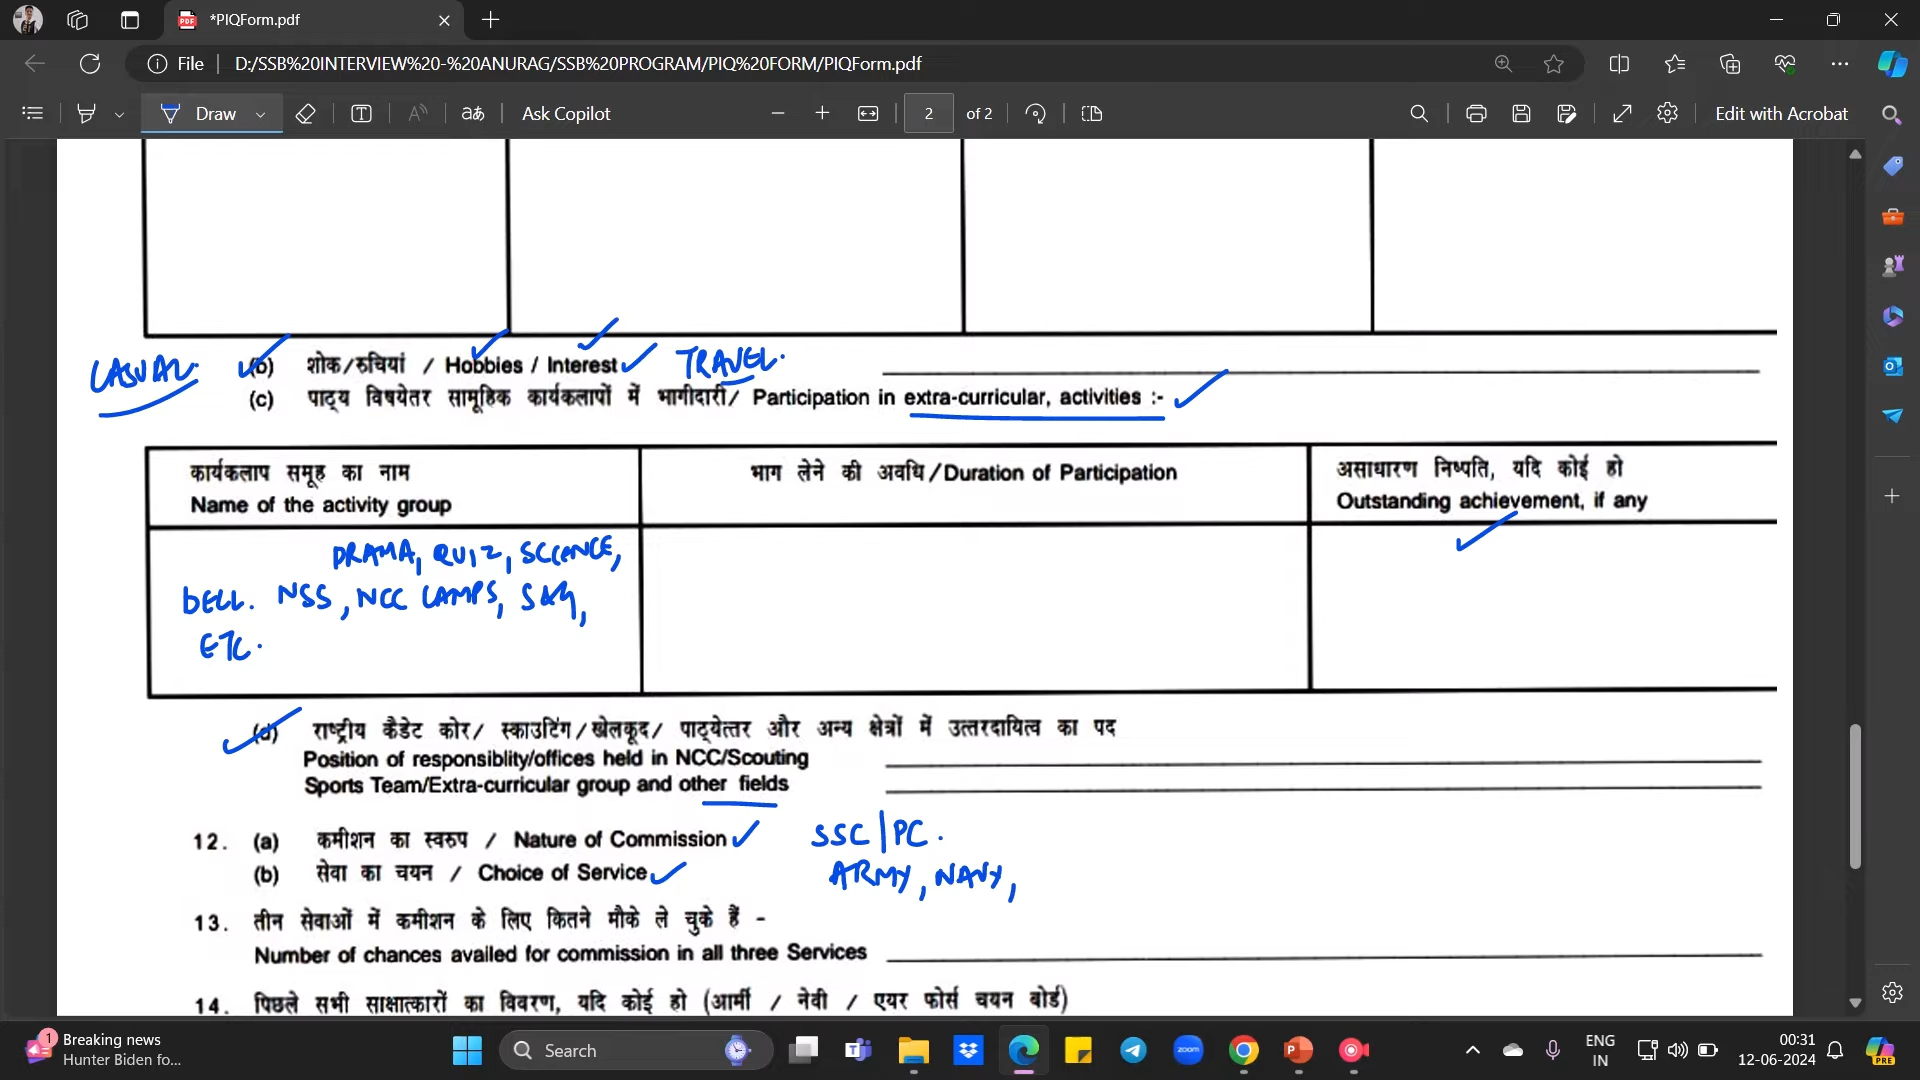 *PIQForm.pdf
File D:/SSB%20INTERVIEW%20-%20ANURAG/SSB%20PROGRAM/PIQ%20FORM/PIQForm.pdf
Draw aあ Ask Copilot 2 of 2 Edit with Acrobat
CASUAL. (b) शोक/रुचियां / Hobbies / Interest TRAVEL.
(c) पाठ्य विषयेतर सामूहिक कार्यकलापों में भागीदारी/ Participation in extra-curricular, activities :-
कार्यकलाप समूह का नाम भाग लेने की अवधि/Duration of Participation असाधारण निष्पति, यदि कोई हो
Name of the activity group Outstanding achievement, if any
DRAMA, QUIZ, SCIENCE,
NSS, NCC CAMPS,
ETC.
(d) राष्ट्रीय कैडेट कोर/ स्काउटिंग/खेलकूद/ पाठ्येत्तर और अन्य क्षेत्रों में उत्तरदायित्व का पद
Position of responsiblity/offices held in NCC/Scouting
Sports Team/Extra-curricular group and other fields
12. (a) कमीशन का स्वरुप / Nature of Commission SSC|PC.
(b) सेवा का चयन / Choice of Service ARMY, NAVY,
13. तीन सेवाओं में कमीशन के लिए कितने मौके ले चुके हैं -
Number of chances availed for commission in all three Services
14. पिछले सभी साक्षात्कारों का विवरण, यदि कोई हो (आर्मी / नेवी / एयर फोर्स चयन बोर्ड)
1 Breaking news
Hunter Biden fo...
Search
zoom
ENG
IN
00:31
12-06-2024
PRE